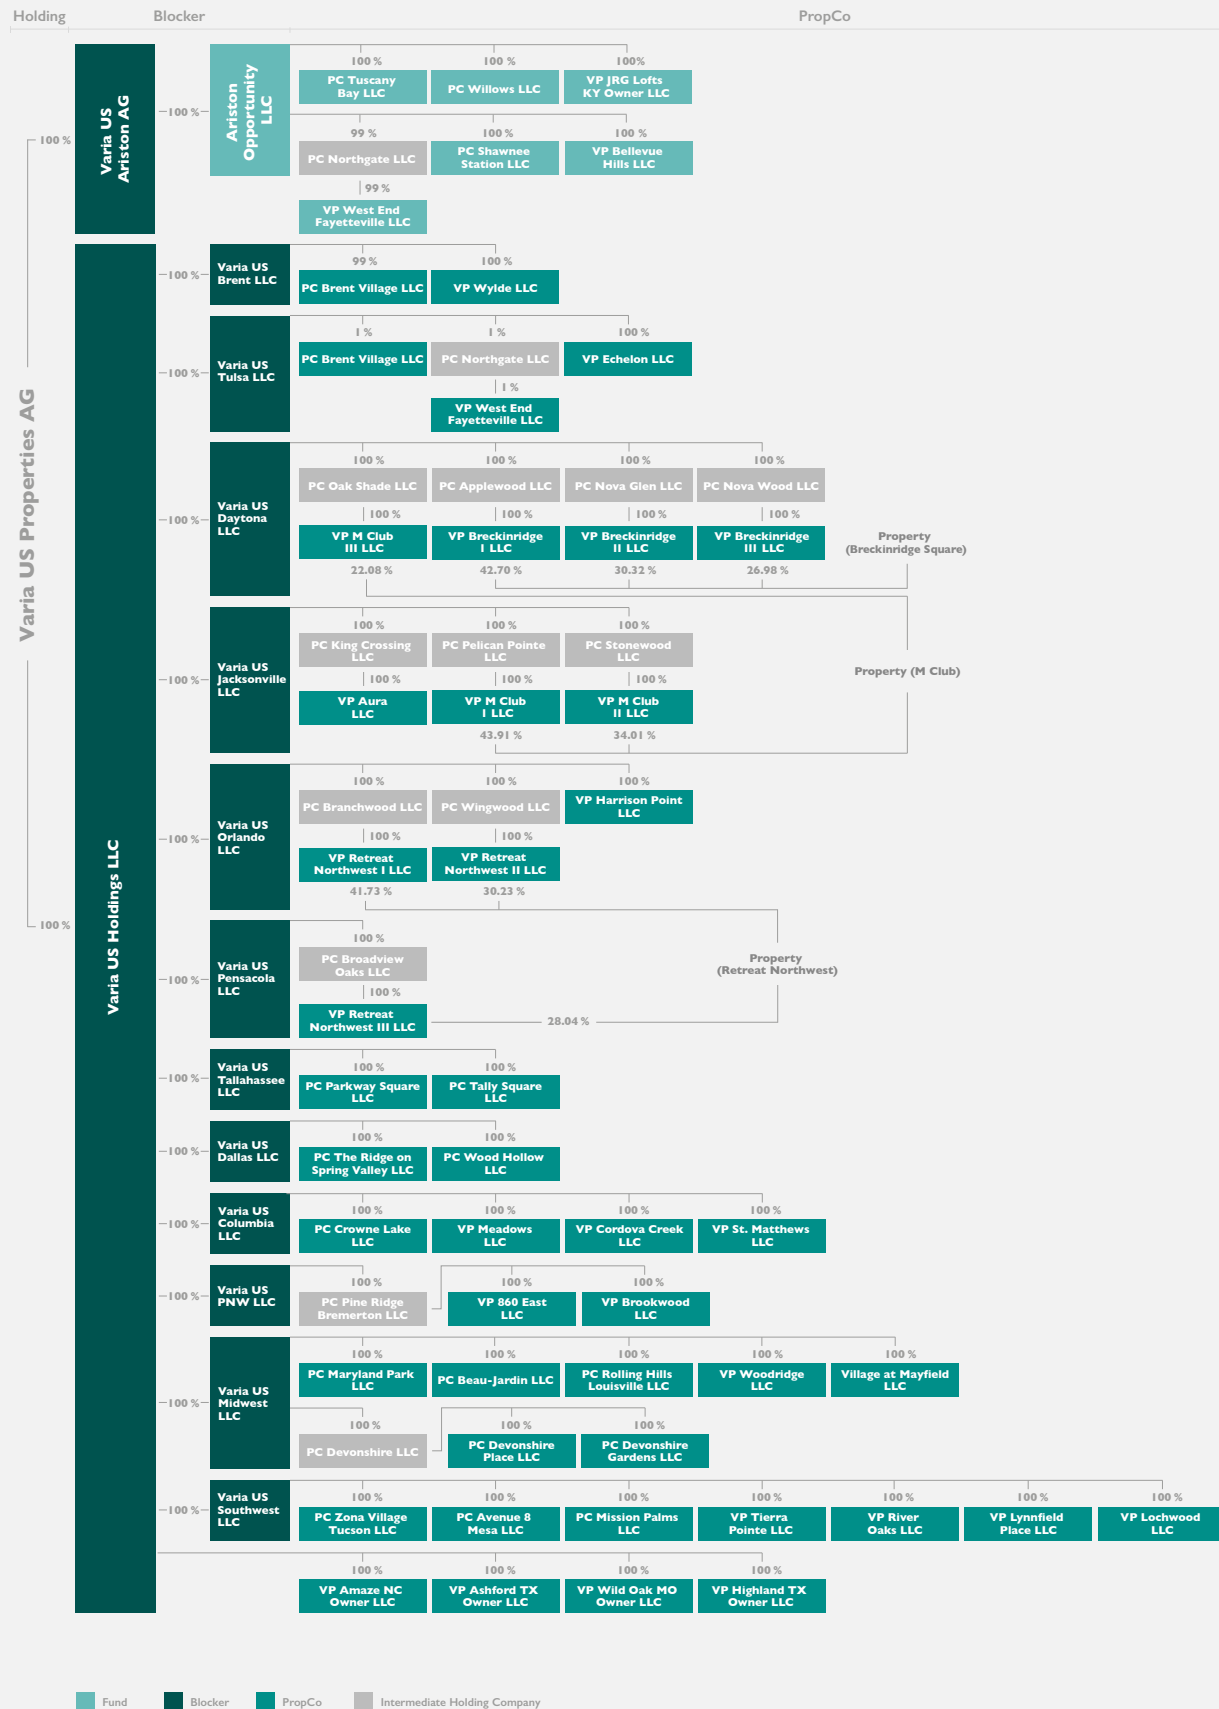 Holding
Blocker
PropCo
100 %
Varia US Properties AG
100 %
Varia US
Ariston AG
100 %
Ariston
Opportunity
LLC
100 %
100 %
100%
PC Tuscany
Bay LLC
PC Willows LLC
VP JRG Lofts
KY Owner LLC
99 %
100 %
100 %
PC Northgate LLC
PC Shawnee
Station LLC
VP Bellevue
Hills LLC
99 %
VP West End
Fayetteville LLC
Varia US Holdings LLC
100 %
Varia US
Brent LLC
99 %
100 %
PC Brent Village LLC
VP Wylde LLC
100 %
Varia US
Tulsa LLC
1 %
1 %
100 %
PC Brent Village LLC
PC Northgate LLC
VP Echelon LLC
1 %
VP West End
Fayetteville LLC
100 %
Varia US
Daytona
LLC
100 %
100 %
100 %
100 %
PC Oak Shade LLC
PC Applewood LLC
PC Nova Glen LLC
PC Nova Wood LLC
100 %
100 %
100 %
100 %
VP M Club
III LLC
VP Breckinridge
I LLC
VP Breckinridge
II LLC
VP Breckinridge
III LLC
Property
(Breckinridge Square)
22.08 %
42.70 %
30.32 %
26.98 %
100 %
Varia US
Jacksonville
LLC
100 %
100 %
100 %
PC King Crossing
LLC
PC Pelican Pointe
LLC
PC Stonewood
LLC
Property (M Club)
100 %
100 %
100 %
VP Aura
LLC
VP M Club
I LLC
VP M Club
II LLC
43.91 %
34.01 %
100 %
Varia US
Orlando
LLC
100 %
100 %
100 %
PC Branchwood LLC
PC Wingwood LLC
VP Harrison Point
LLC
100 %
100 %
VP Retreat
Northwest I LLC
VP Retreat
Northwest II LLC
41.73 %
30.23 %
100 %
Varia US
Pensacola
LLC
100 %
PC Broadview
Oaks LLC
Property
(Retreat Northwest)
100 %
VP Retreat
Northwest III LLC
28.04 %
100 %
Varia US
Tallahassee
LLC
100 %
100 %
PC Parkway Square
LLC
PC Tally Square
LLC
100 %
Varia US
Dallas LLC
100 %
100 %
PC The Ridge on
Spring Valley LLC
PC Wood Hollow
LLC
100 %
Varia US
Columbia
LLC
100 %
100 %
100 %
100 %
PC Crowne Lake
LLC
VP Meadows
LLC
VP Cordova Creek
LLC
VP St. Matthews
LLC
100 %
Varia US
PNW LLC
100 %
100 %
100 %
PC Pine Ridge
Bremerton LLC
VP 860 East
LLC
VP Brookwood
LLC
100 %
Varia US
Midwest
LLC
100 %
100 %
100 %
100 %
100 %
PC Maryland Park
LLC
PC Beau-Jardin LLC
PC Rolling Hills
Louisville LLC
VP Woodridge
LLC
Village at Mayfield
LLC
100 %
100 %
100 %
PC Devonshire LLC
PC Devonshire
Place LLC
PC Devonshire
Gardens LLC
100 %
Varia US
Southwest
LLC
100 %
100 %
100 %
100 %
100 %
100 %
100 %
PC Zona Village
Tucson LLC
PC Avenue 8
Mesa LLC
PC Mission Palms
LLC
VP Tierra
Pointe LLC
VP River
Oaks LLC
VP Lynnfield
Place LLC
VP Lochwood
LLC
100 %
100 %
100 %
100 %
VP Amaze NC
Owner LLC
VP Ashford TX
Owner LLC
VP Wild Oak MO
Owner LLC
VP Highland TX
Owner LLC
Fund
Blocker
PropCo
Intermediate Holding Company